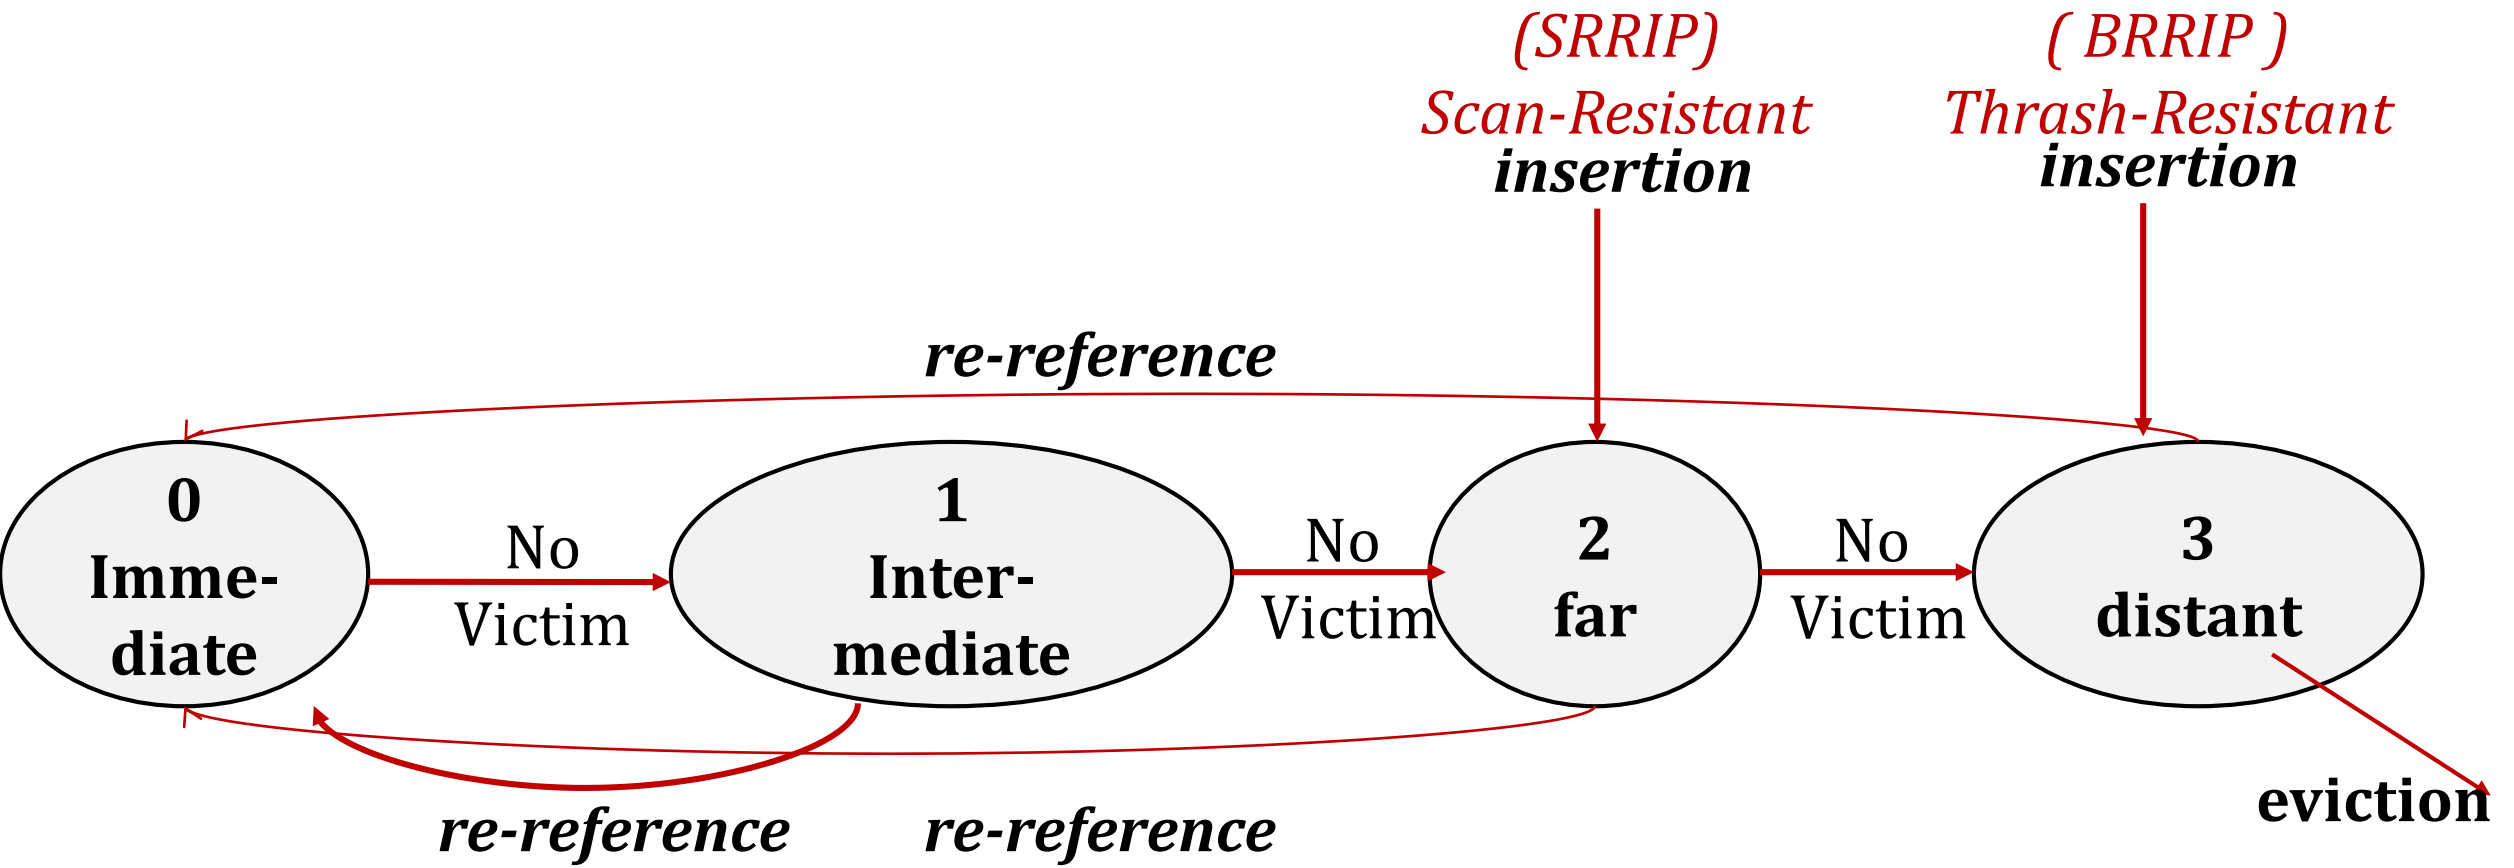 (SRRIP)
Scan-Resistant
insertion
( BRRIP )
Thrash-Resistant
insertion
re-reference
0
Imme-
diate
No
Victim
1
Inter-
mediate
No
Victim
2
far
No
Victim
3
distant
eviction
re-reference
re-reference